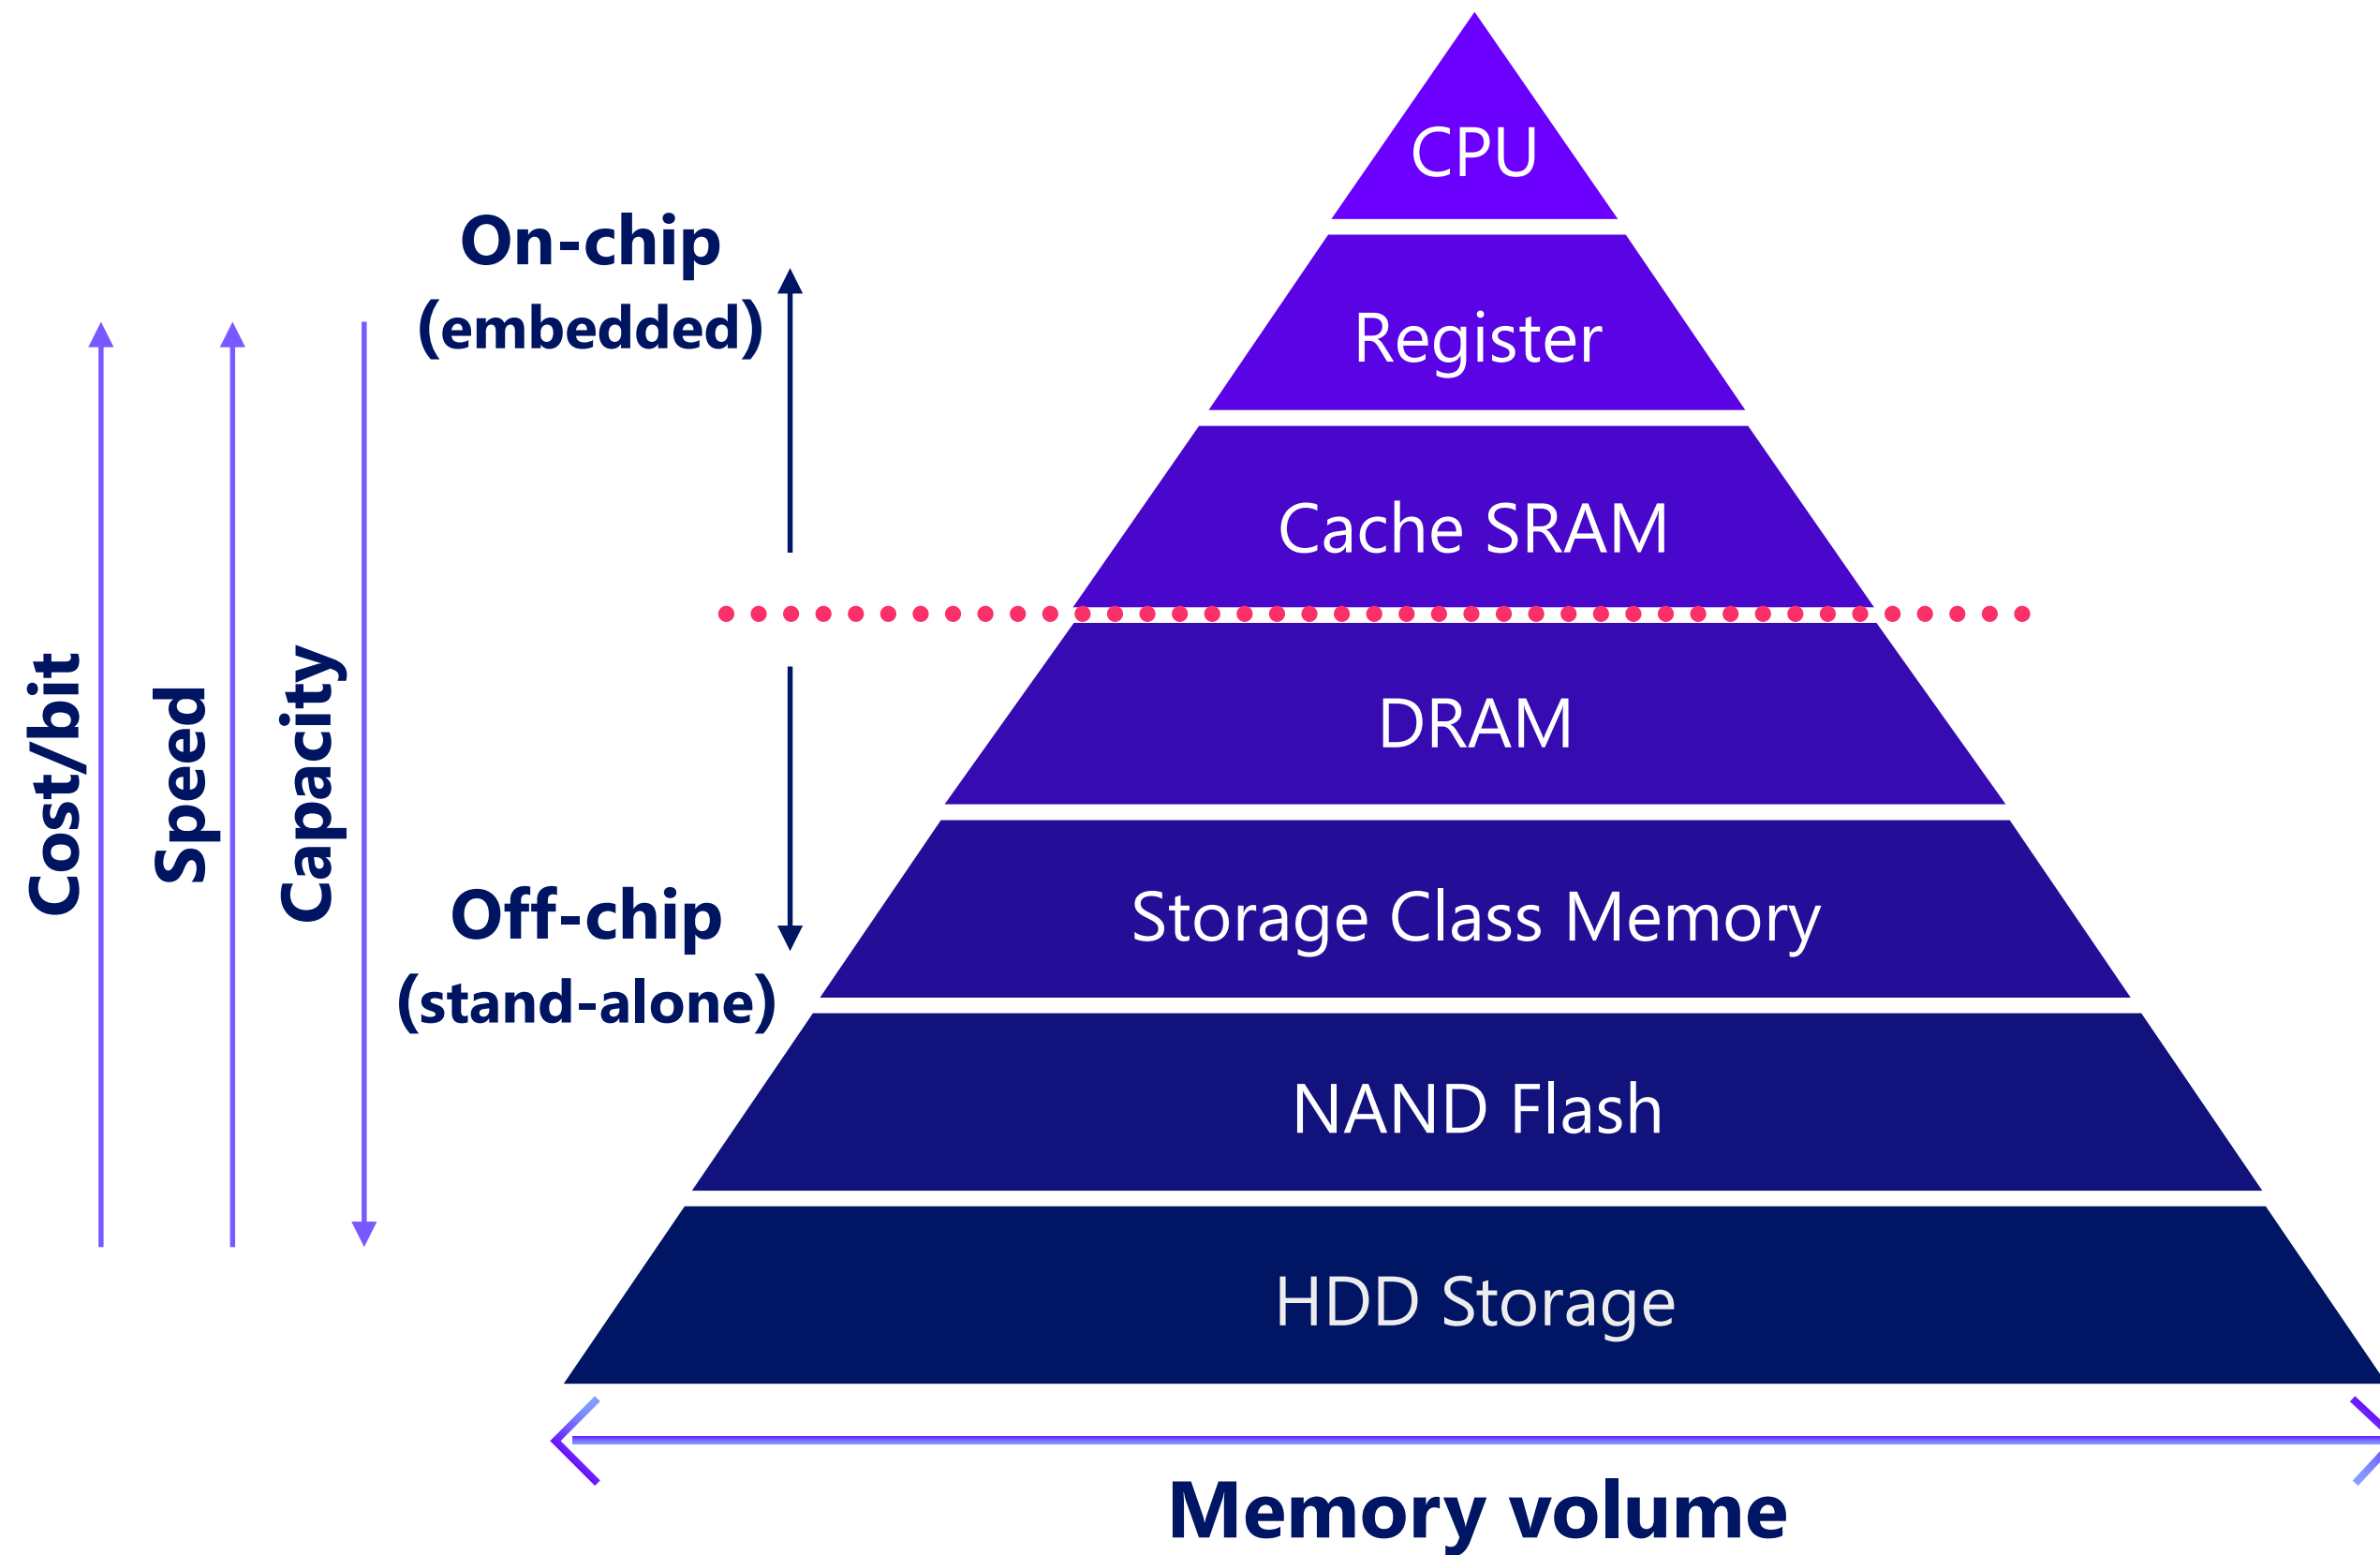 CPU
On-chip
(embedded)
Register
Cache SRAM
Cost/bit
Speed
Capacity
DRAM
Off-chip
(stand-alone)
Storage Class Memory
NAND Flash
HDD Storage
Memory volume